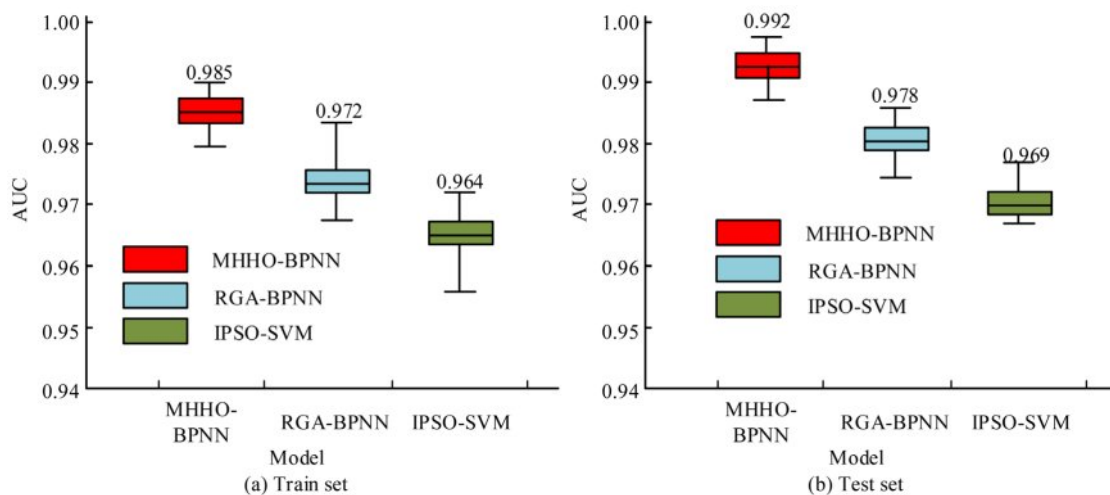 1.00
0.99
0.98
0.97
0.96
0.95
0.94
AUC
0.985
0.972
0.964
MHHO-BPNN
RGA-BPNN
IPSO-SVM
MHHO-
BPNN
RGA-BPNN
IPSO-SVM
Model
(a) Train set
1.00
0.99
0.98
0.97
0.96
0.95
0.94
AUC
0.992
0.978
0.969
MHHO-BPNN
RGA-BPNN
IPSO-SVM
MHHO-
BPNN
RGA-BPNN
IPSO-SVM
Model
(b) Test set